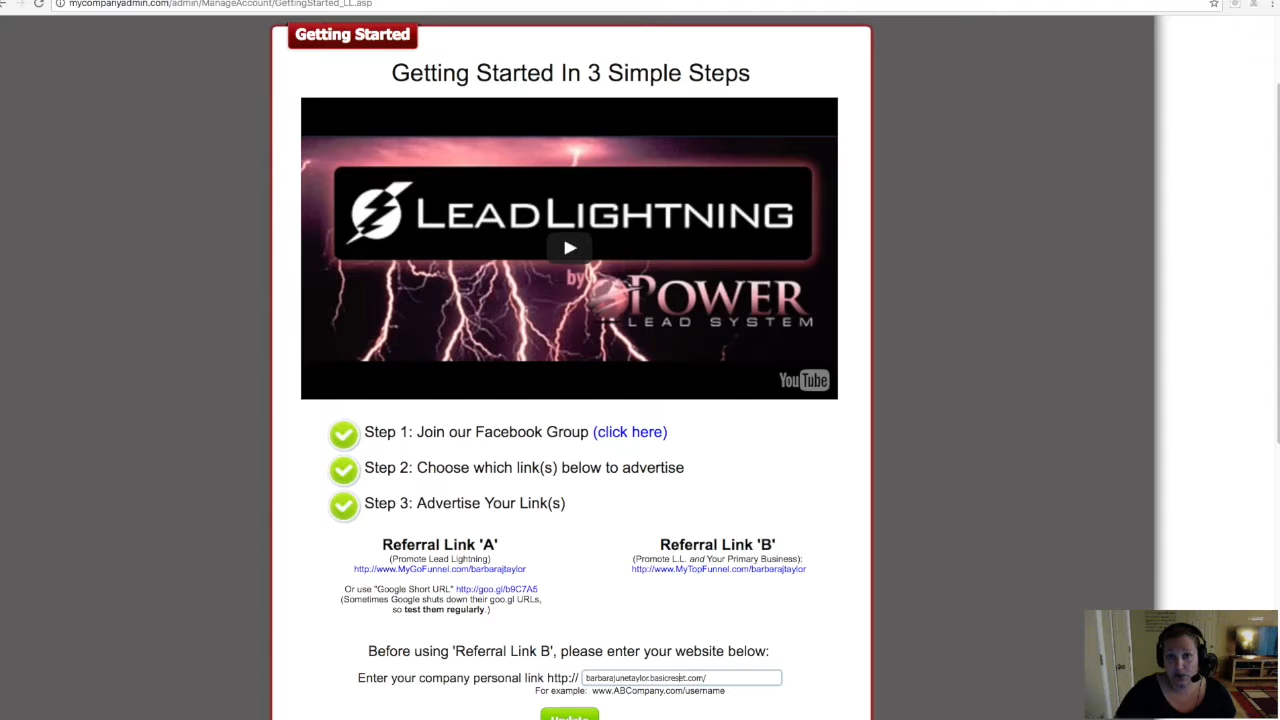 mycompanyadmin.com/admin/ManageAccount/GettingStarted_LL.asp
Getting Started
Getting Started In 3 Simple Steps
LEADLIGHTNING
by POWER
LEAD SYSTEM
YouTube
Step 1: Join our Facebook Group (click here)
Step 2: Choose which link(s) below to advertise
Step 3: Advertise Your Link(s)
Referral Link 'A'
(Promote Lead Lightning)
http://www.MyGoFunnel.com/barbarajtaylor
Or use "Google Short URL" http://goo.gl/b9C7A5
(Sometimes Google shuts down their goo.gl URLs,
so test them regularly.)
Referral Link 'B'
(Promote L.L. and Your Primary Business):
http://www.MyTopFunnel.com/barbarajtaylor
Before using 'Referral Link B', please enter your website below:
Enter your company personal link http:// barbarajunetaylor.basicreset.com/
For example: www.ABCompany.com/username
Update